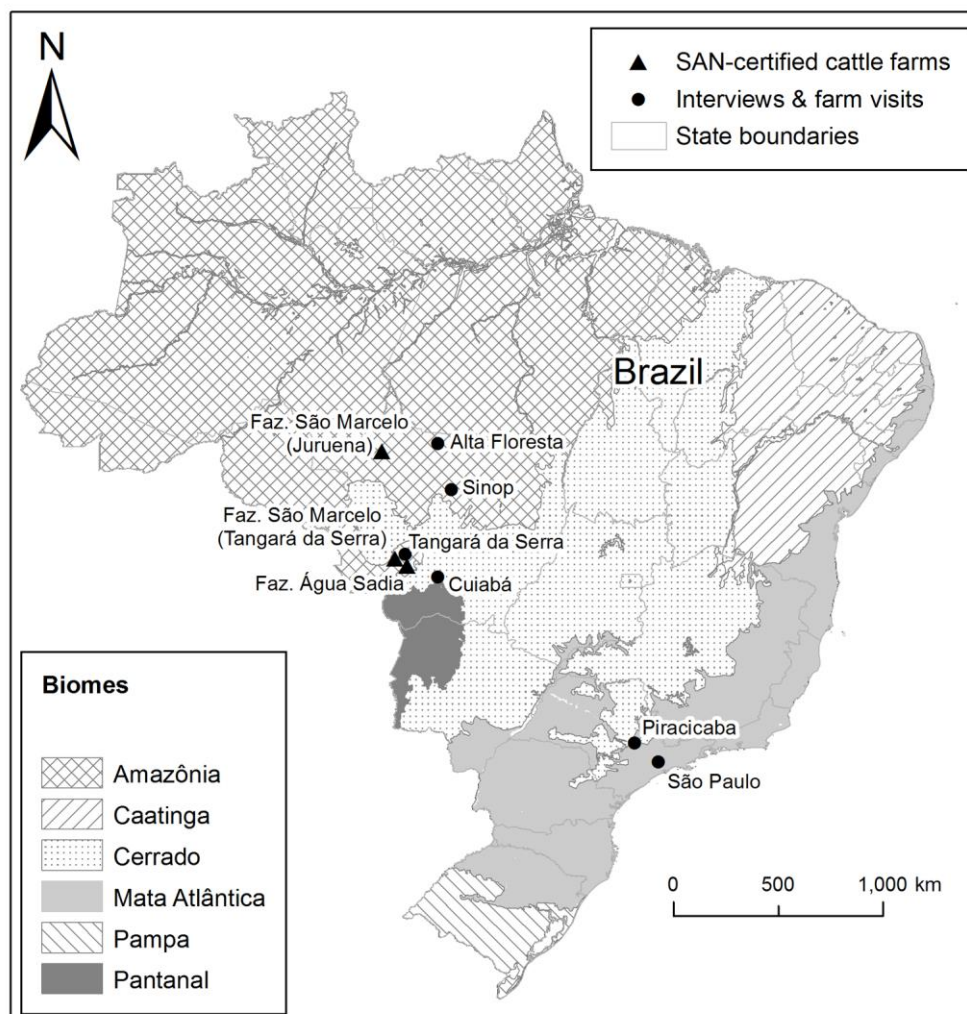 N
SAN-certified cattle farms
Interviews & farm visits
State boundaries
Brazil
Faz. São Marcelo
(Juruena)
Alta Floresta
Sinop
Faz. São Marcelo
(Tangará da Serra)
Tangará da Serra
Faz. Água Sadia
Cuiabá
Piracicaba
São Paulo
Biomes
Amazônia
Caatinga
Cerrado
Mata Atlântica
Pampa
Pantanal
0 500 1,000 km